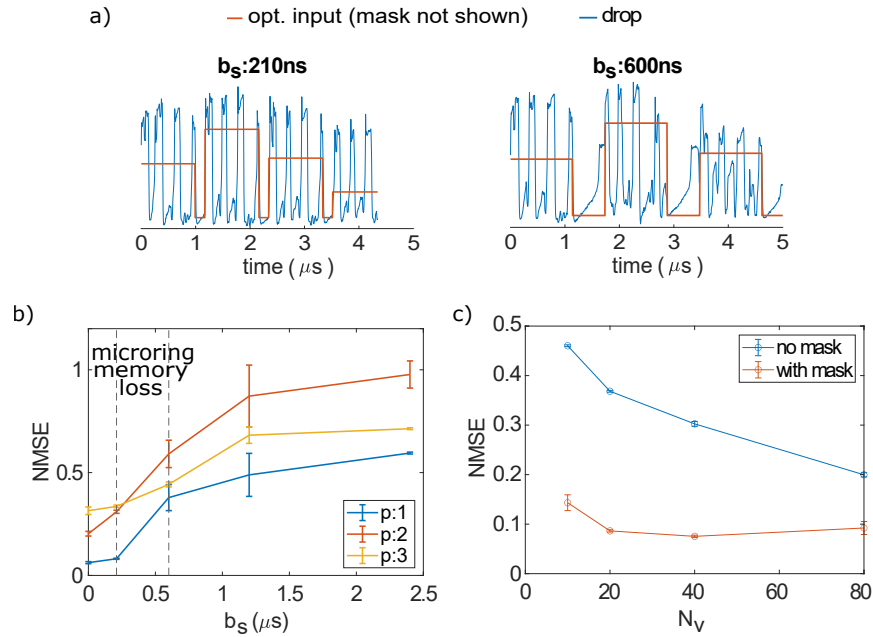 a)
opt. input (mask not shown) drop
bs:210ns bs:600ns
0 1 2 3 4 5 0 1 2 3 4 5
time ( μs time ( μs
) )
b)
1
0.5
0
microring
memory
loss
p:1
p:2
p:3
0 0.5 1 1.5 2 2.5
bs (μs)
NMSE
c)
0.5
0.4
0.3
0.2
0.1
0
no mask
with mask
0 20 40 60 80
Nv
NMSE